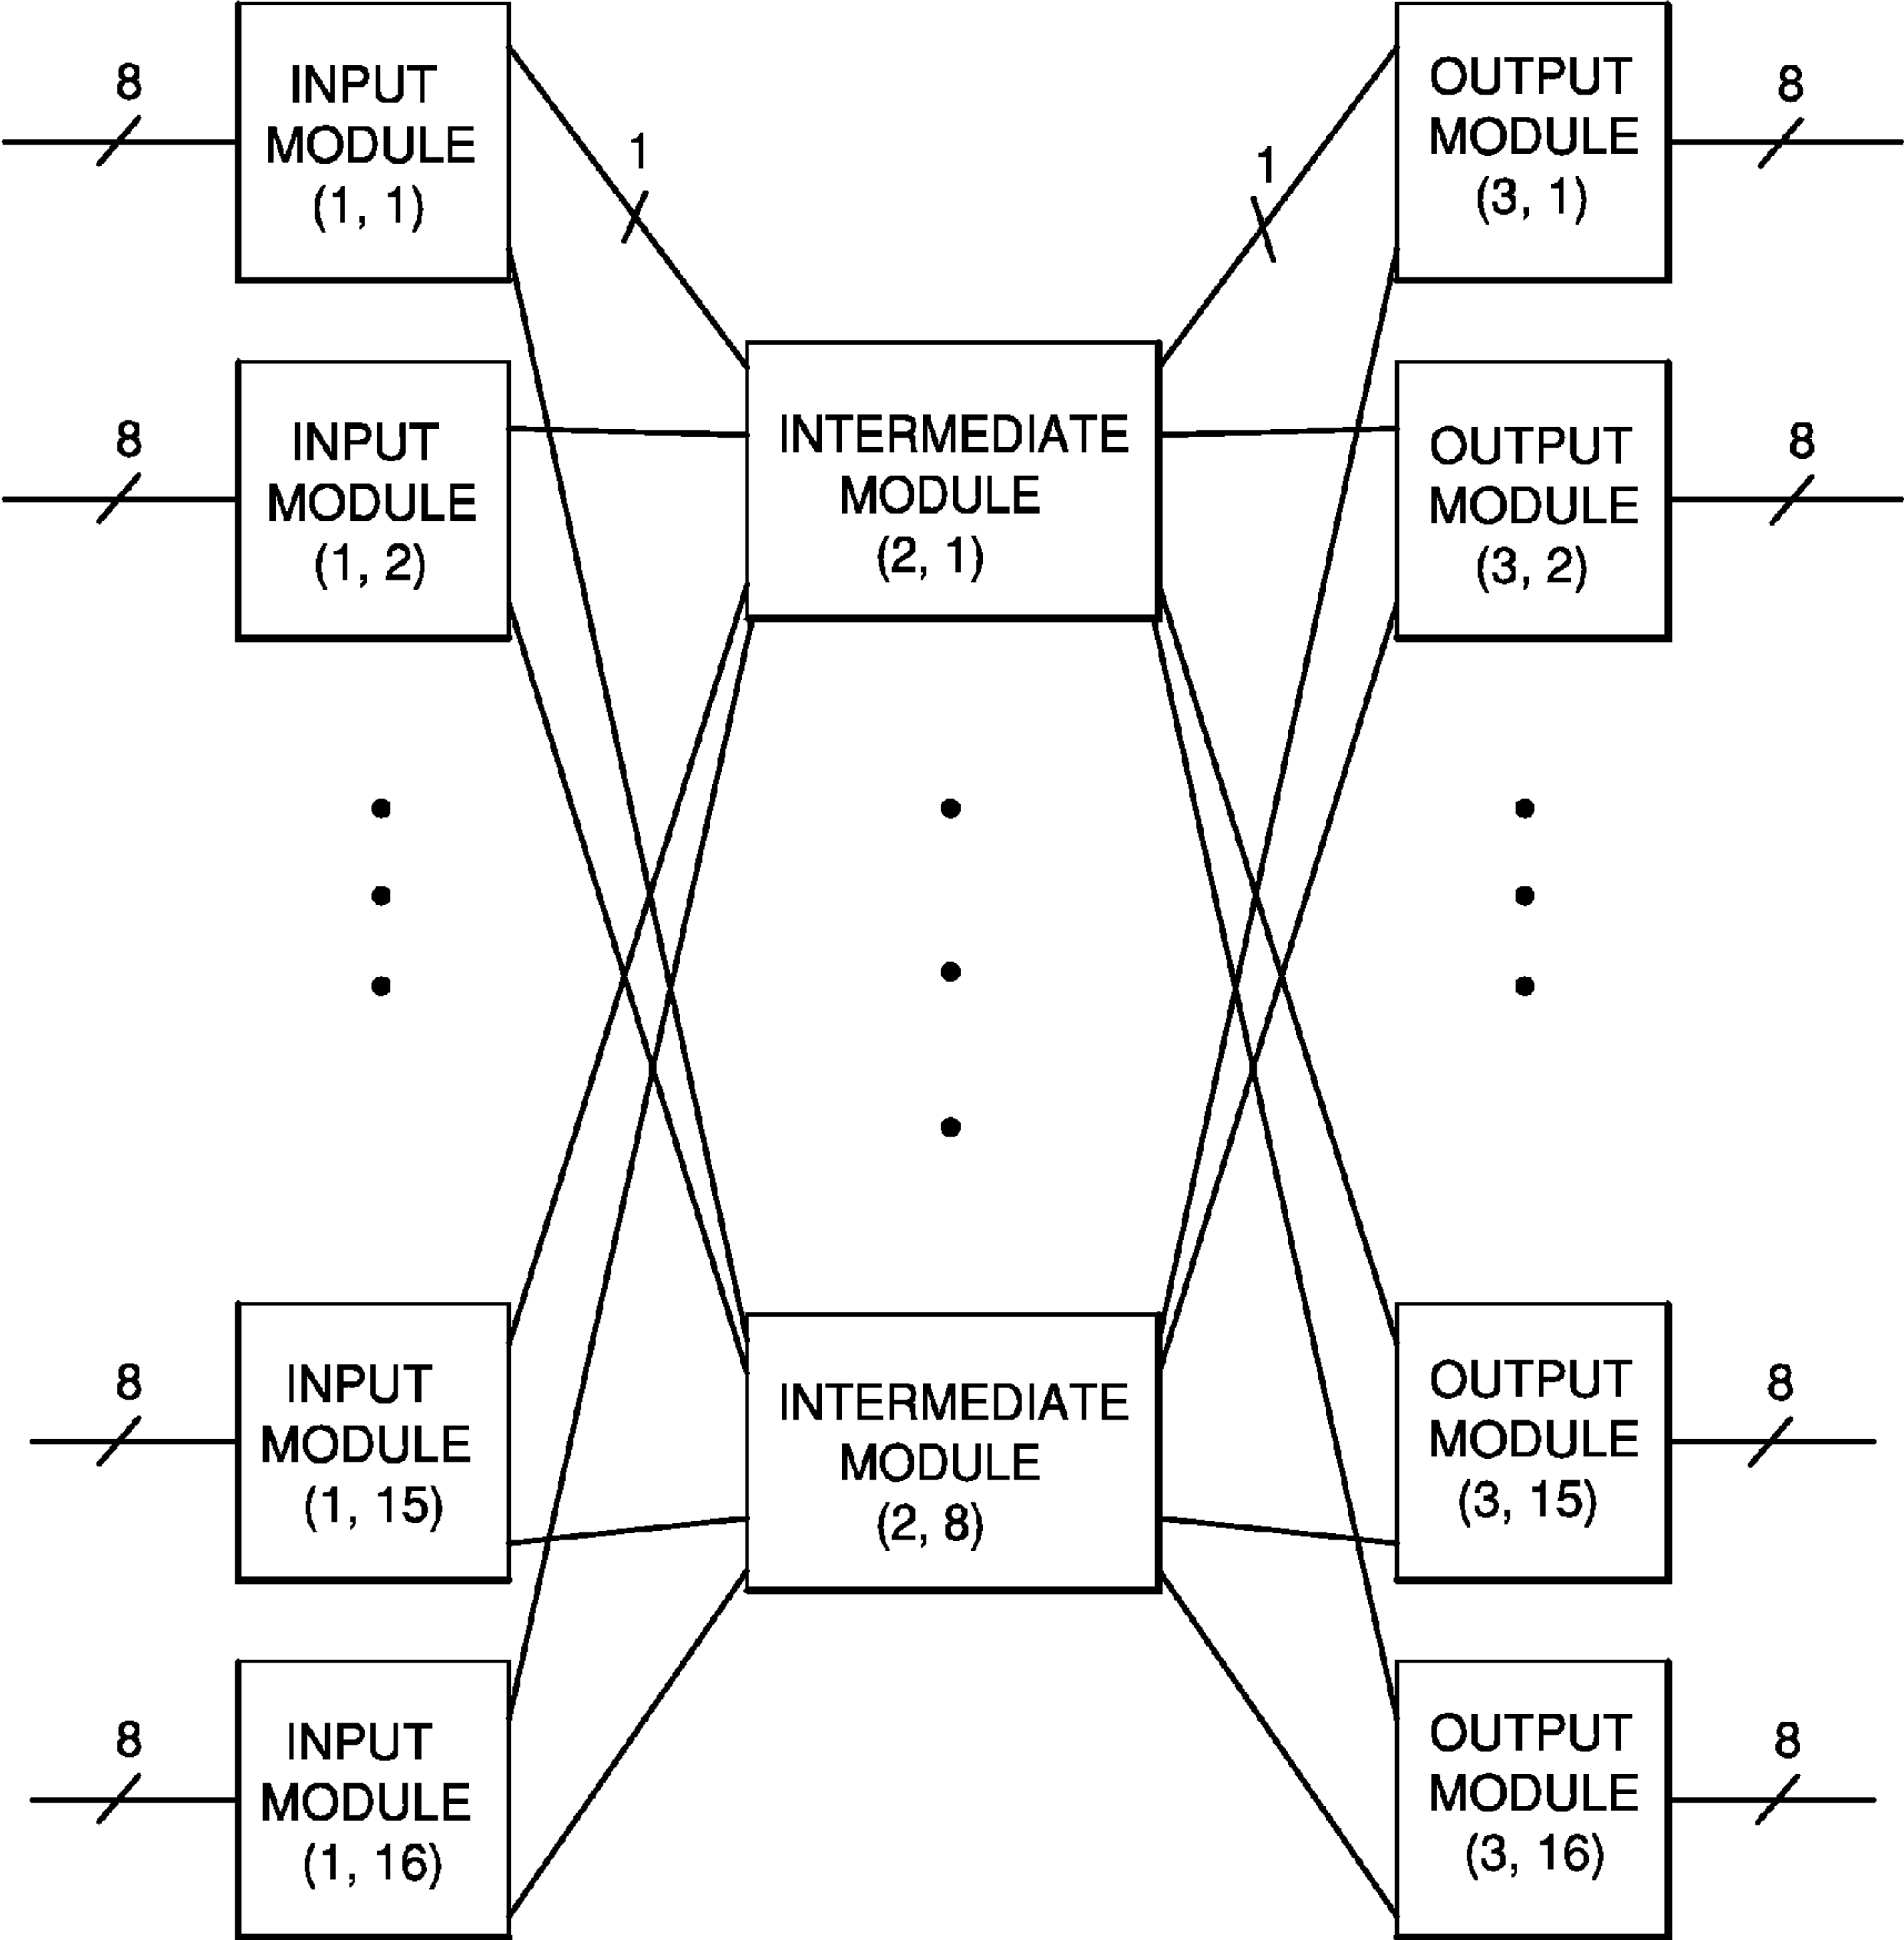 8
INPUT
MODULE
(1, 1)
1
1
OUTPUT
MODULE
(3, 1)
8
8
INPUT
MODULE
(1, 2)
INTERMEDIATE
MODULE
(2, 1)
OUTPUT
MODULE
(3, 2)
8
8
INPUT
MODULE
(1, 15)
INTERMEDIATE
MODULE
(2, 8)
OUTPUT
MODULE
(3, 15)
8
8
INPUT
MODULE
(1, 16)
OUTPUT
MODULE
(3, 16)
8